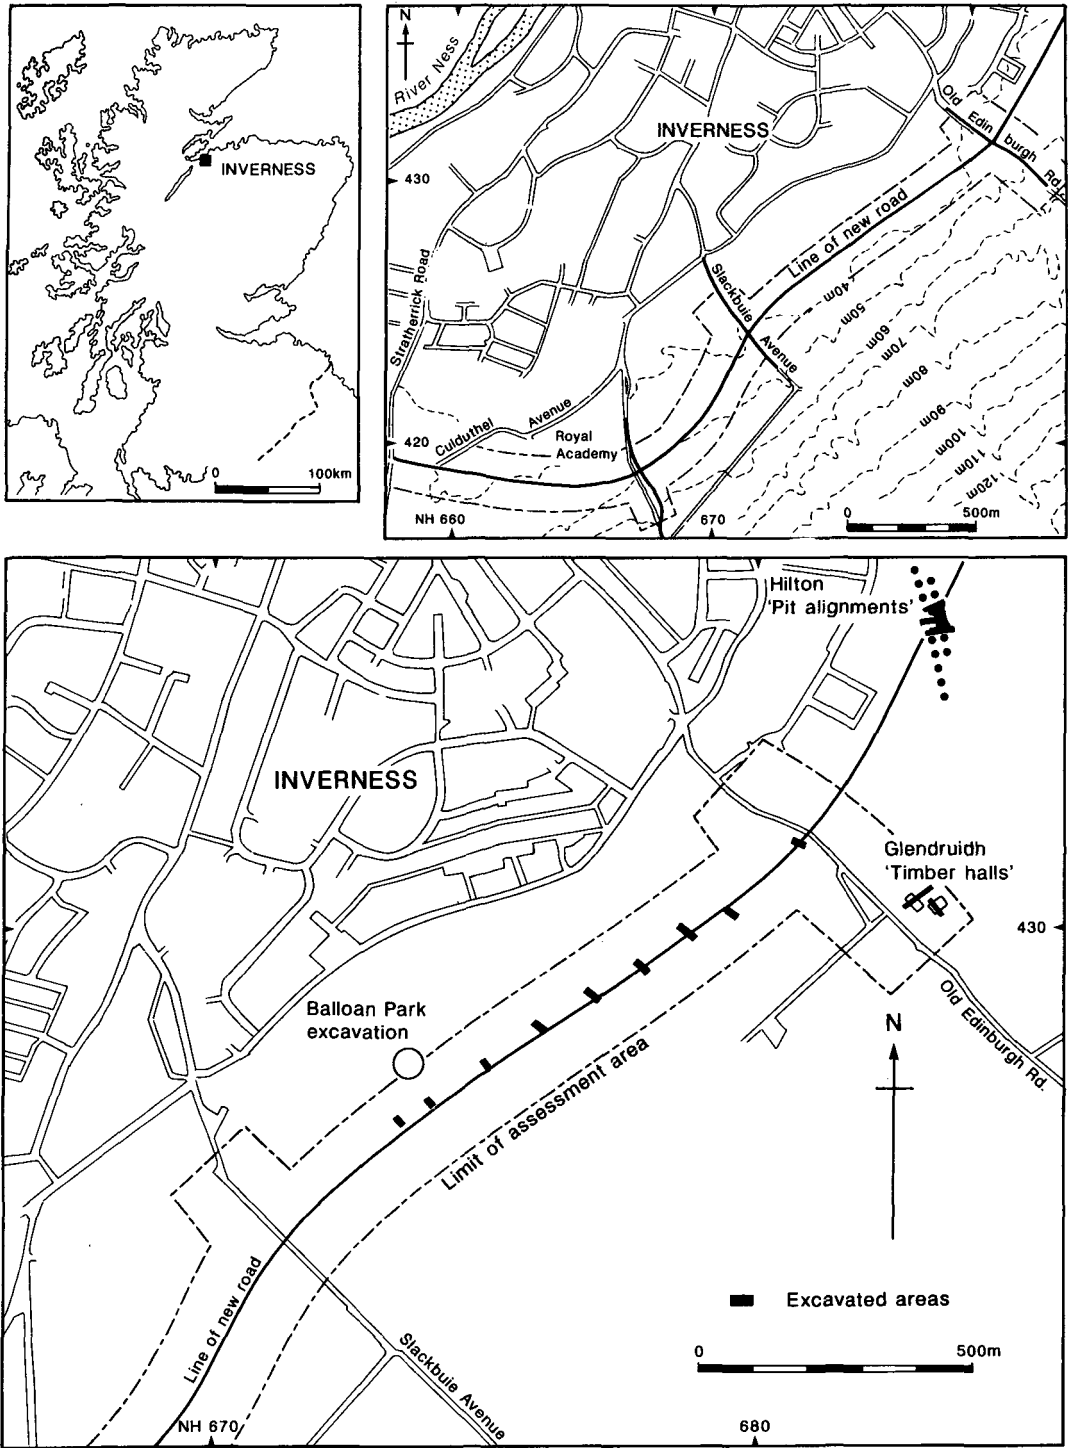 INVERNESS
0 100km
N
River Ness
INVERNESS
Old Edinburgh Rd.
430
Line of new road
Stratherrick Road
Slackbuie Avenue
40m
50m
60m
70m
80m
90m
100m
110m
120m
Culduthel Avenue
Royal
Academy
420
NH 660
670
0 500m
Hilton
'Pit alignments'
INVERNESS
Glendruidh
'Timber halls'
430
Old Edinburgh Rd.
Balloan Park
excavation
N
Limit of assessment area
Line of new road
Slackbuie Avenue
Excavated areas
0 500m
NH 670
680